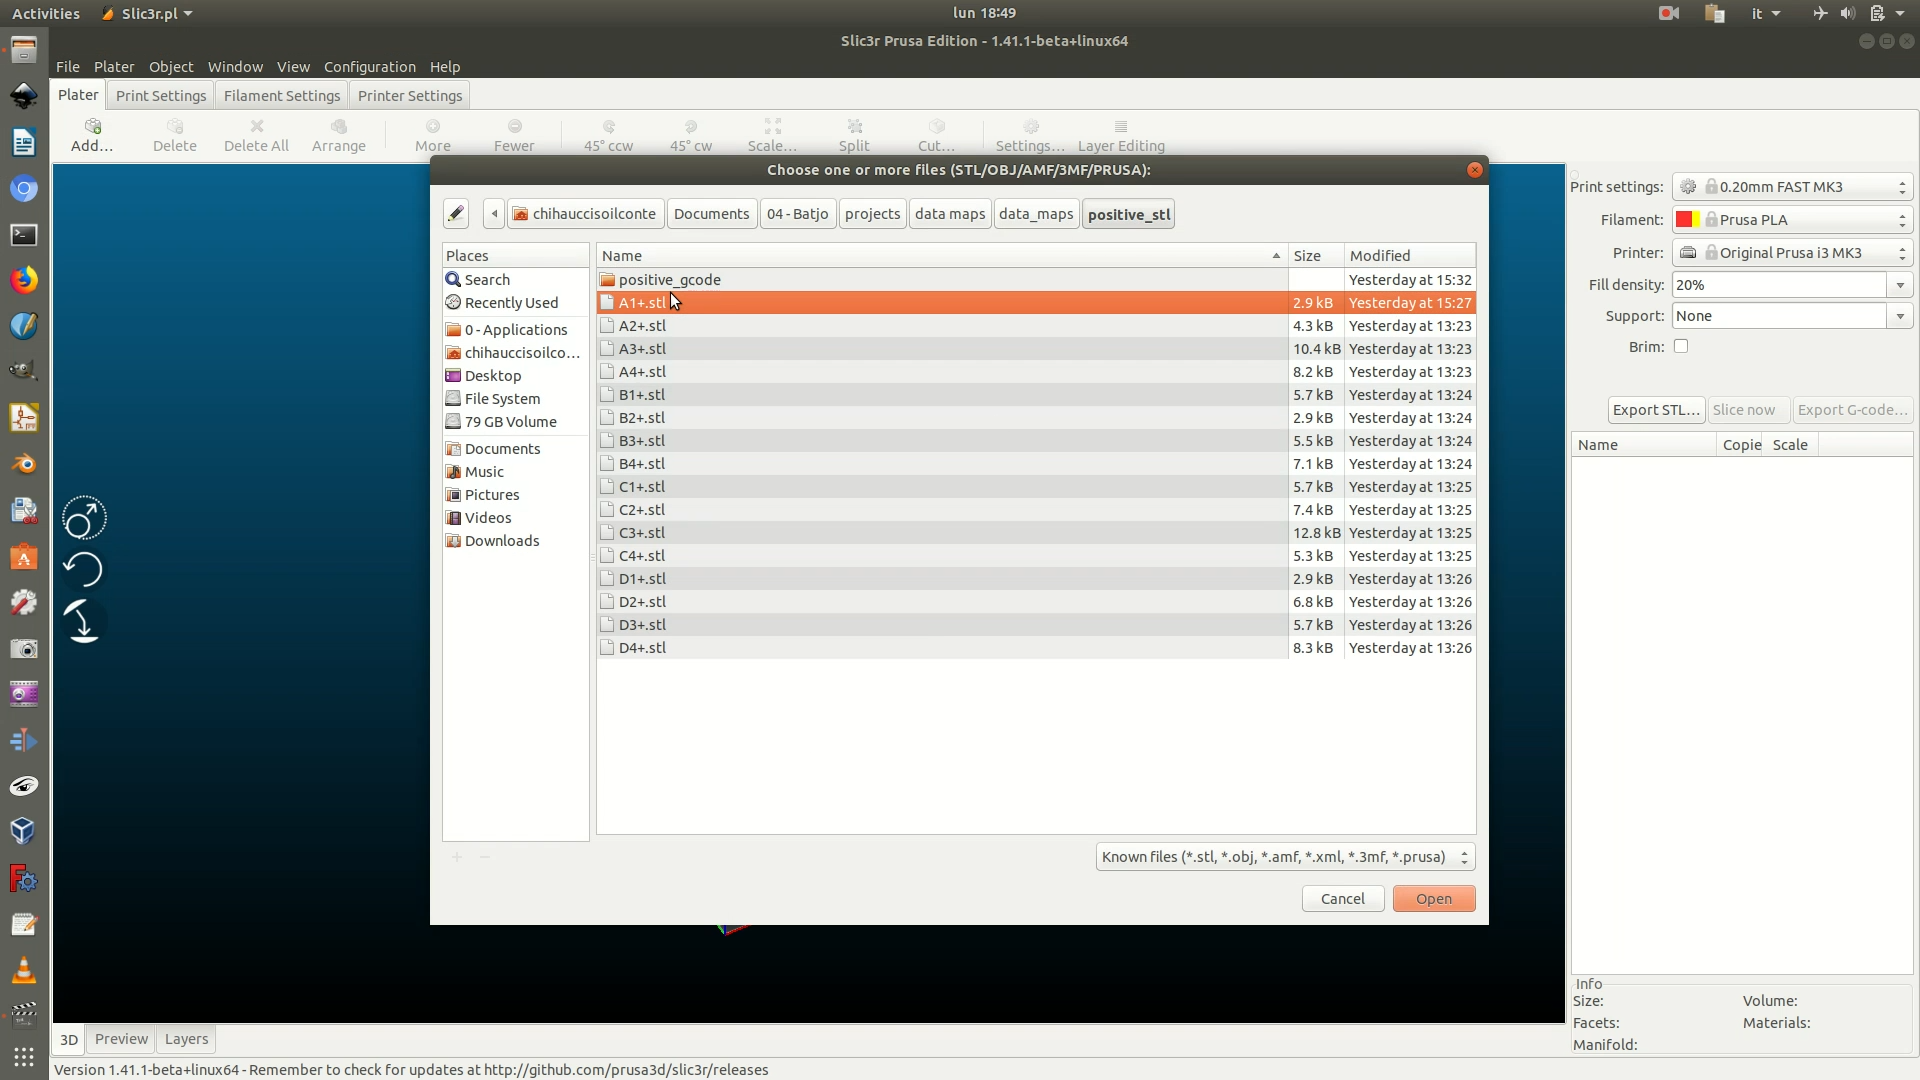 Activities Slic3r.pl lun 18:49 it
Slic3r Prusa Edition - 1.41.1-beta+linux64
File Plater Object Window View Configuration Help
Plater Print Settings Filament Settings Printer Settings
Add... Delete Delete All Arrange More Fewer 45° ccw 45° cw Scale... Split Cut... Settings... Layer Editing
Choose one or more files (STL/OBJ/AMF/3MF/PRUSA):
chihauccisoilconte Documents 04 - Batjo projects data maps data_maps positive_stl
Places
Search
Recently Used
0 - Applications
chihauccisoilco...
Desktop
File System
79 GB Volume
Documents
Music
Pictures
Videos
Downloads
Name Size Modified
positive_gcode Yesterday at 15:32
A1+.stl 2.9 kB Yesterday at 15:27
A2+.stl 4.3 kB Yesterday at 13:23
A3+.stl 10.4 kB Yesterday at 13:23
A4+.stl 8.2 kB Yesterday at 13:23
B1+.stl 5.7 kB Yesterday at 13:24
B2+.stl 2.9 kB Yesterday at 13:24
B3+.stl 5.5 kB Yesterday at 13:24
B4+.stl 7.1 kB Yesterday at 13:24
C1+.stl 5.7 kB Yesterday at 13:25
C2+.stl 7.4 kB Yesterday at 13:25
C3+.stl 12.8 kB Yesterday at 13:25
C4+.stl 5.3 kB Yesterday at 13:25
D1+.stl 2.9 kB Yesterday at 13:26
D2+.stl 6.8 kB Yesterday at 13:26
D3+.stl 5.7 kB Yesterday at 13:26
D4+.stl 8.3 kB Yesterday at 13:26
Known files (*.stl, *.obj, *.amf, *.xml, *.3mf, *.prusa)
Cancel Open
Print settings: 0.20mm FAST MK3
Filament: Prusa PLA
Printer: Original Prusa i3 MK3
Fill density: 20%
Support: None
Brim:
Export STL... Slice now Export G-code...
Name Copie Scale
Info
Size: Volume:
Facets: Materials:
Manifold:
3D Preview Layers
Version 1.41.1-beta+linux64 - Remember to check for updates at http://github.com/prusa3d/slic3r/releases